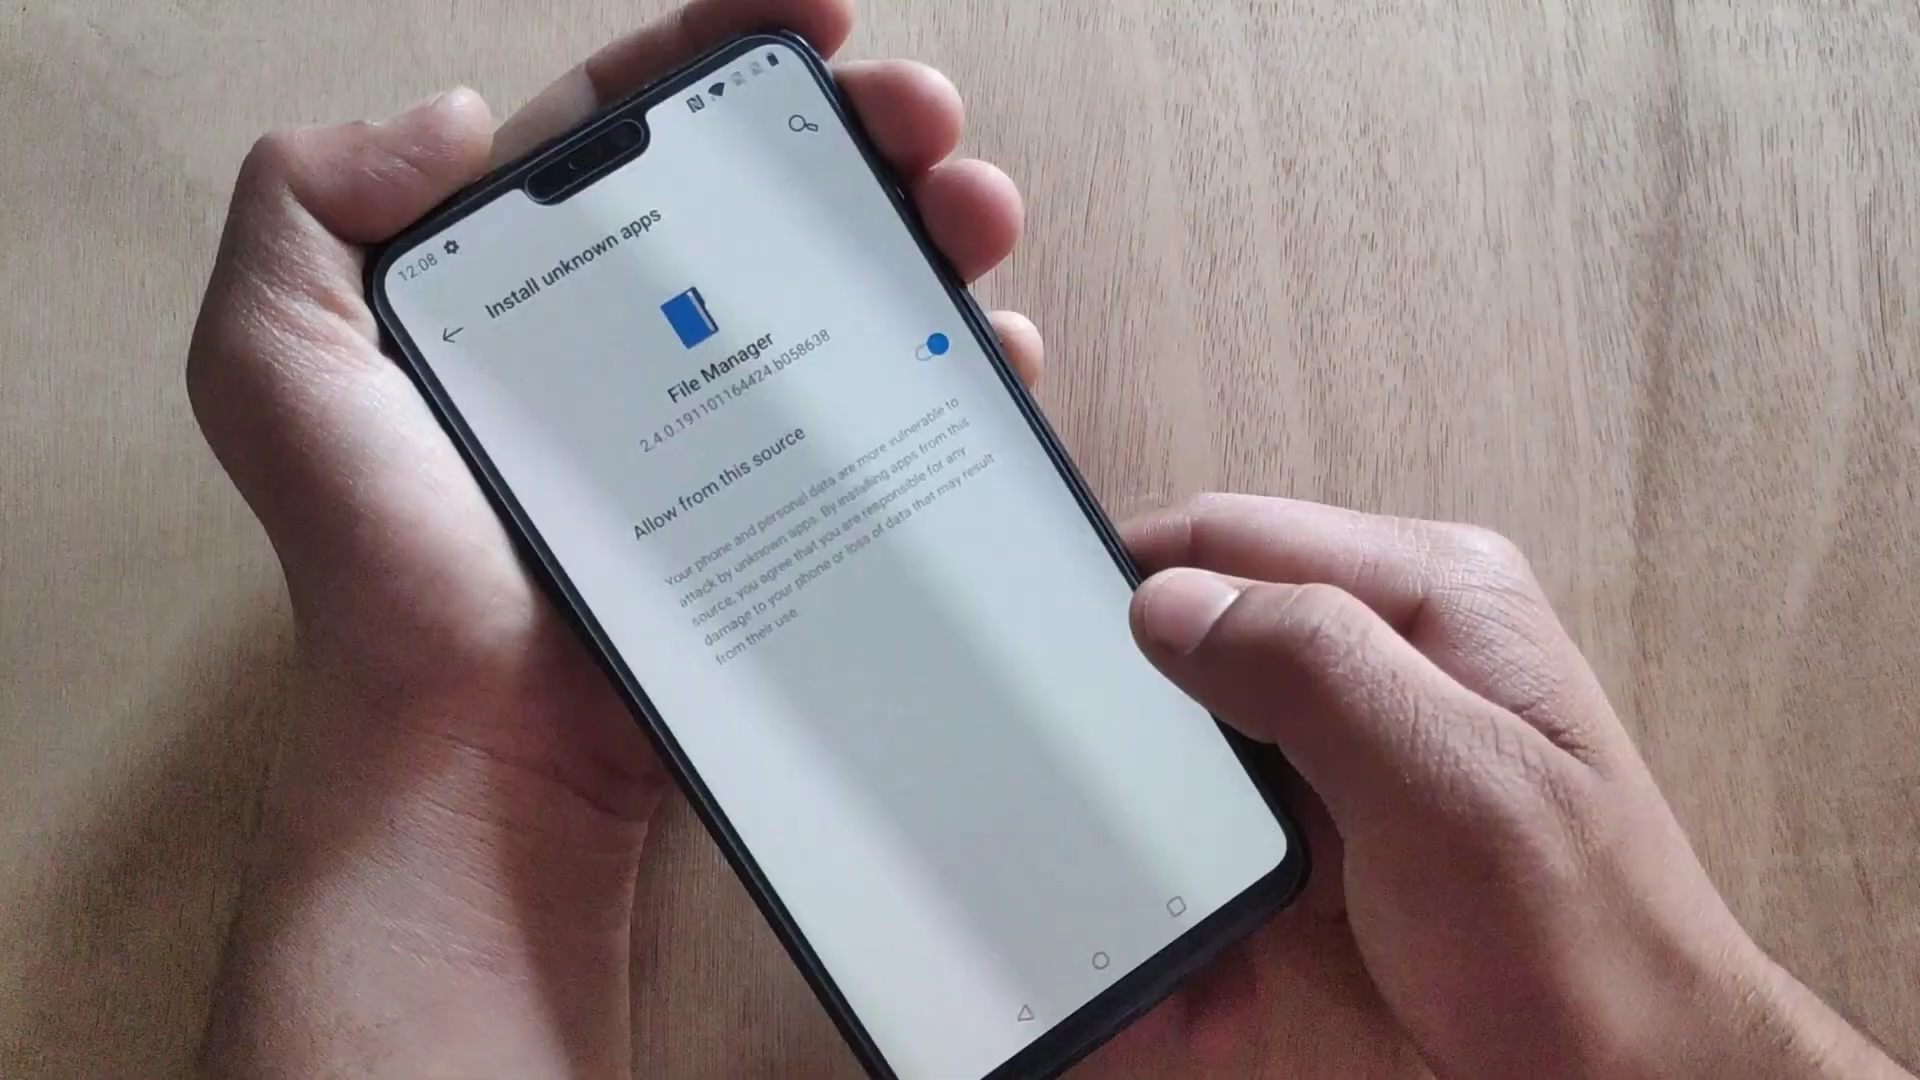 12:08
Install unknown apps
File Manager
2.4.0.191101164424.b058638
Allow from this source
Your phone and personal data are more vulnerable to
attack by unknown apps. By installing apps from this
source, you agree that you are responsible for any
damage to your phone or loss of data that may result
from their use